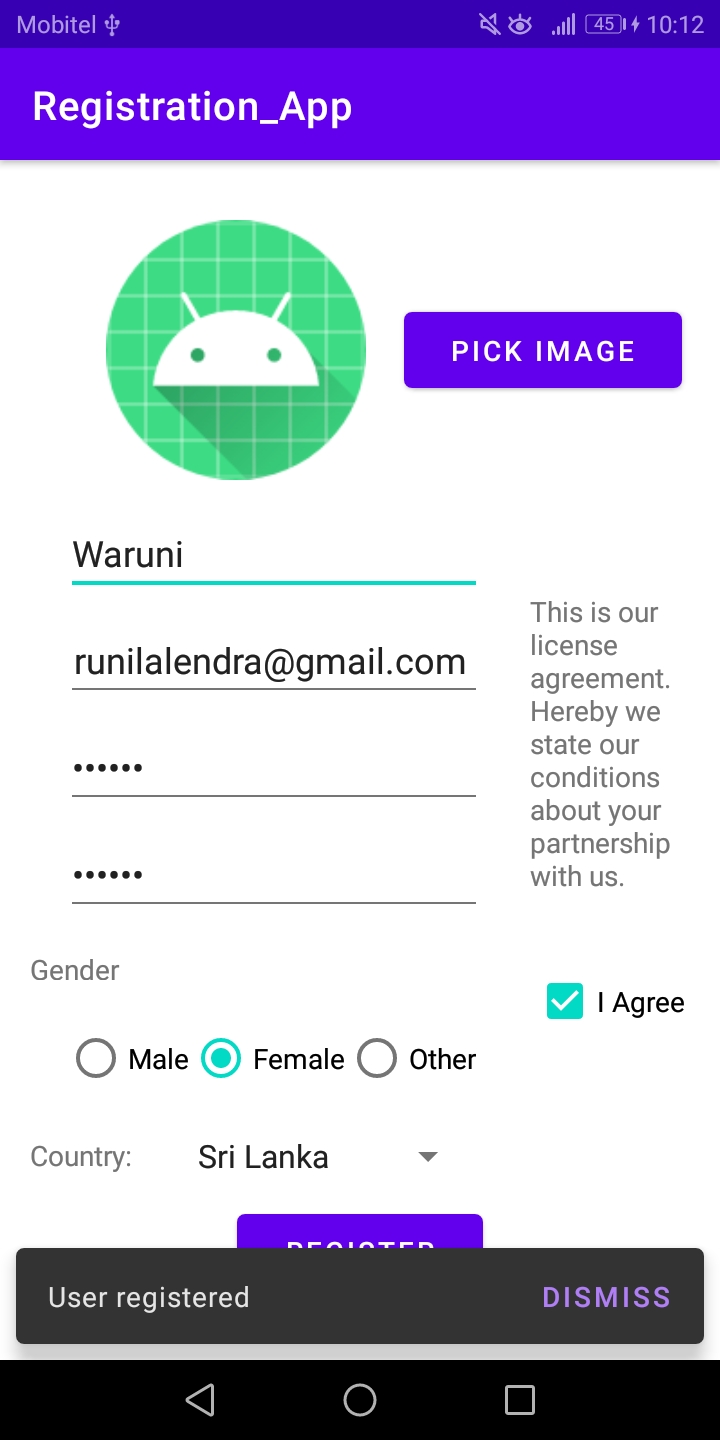 Mobitel 45 10:12
Registration_App
PICK IMAGE
Waruni
runilalendra@gmail.com
••••••
••••••
This is our
license
agreement.
Hereby we
state our
conditions
about your
partnership
with us.
Gender
I Agree
Male Female Other
Country: Sri Lanka
REGISTER
User registered DISMISS